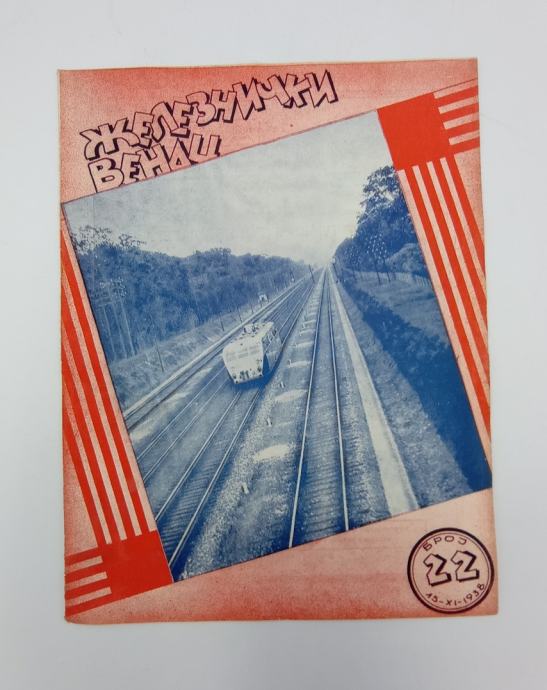 ЖЕЛЕЗНИЧКИ
ВЕНАЦ
БРОЈ
22
15-XI-1938